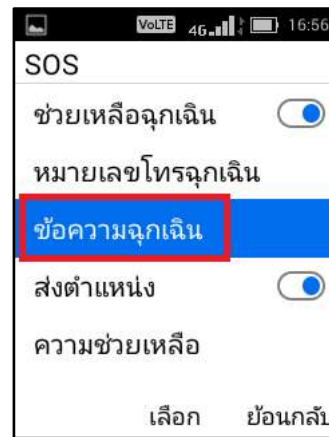 VoLTE 4G 16:56
SOS
ช่วยเหลือฉุกเฉิน
หมายเลขโทรฉุกเฉิน
ข้อความฉุกเฉิน
ส่งตำแหน่ง
ความช่วยเหลือ
เลือก ย้อนกลับ